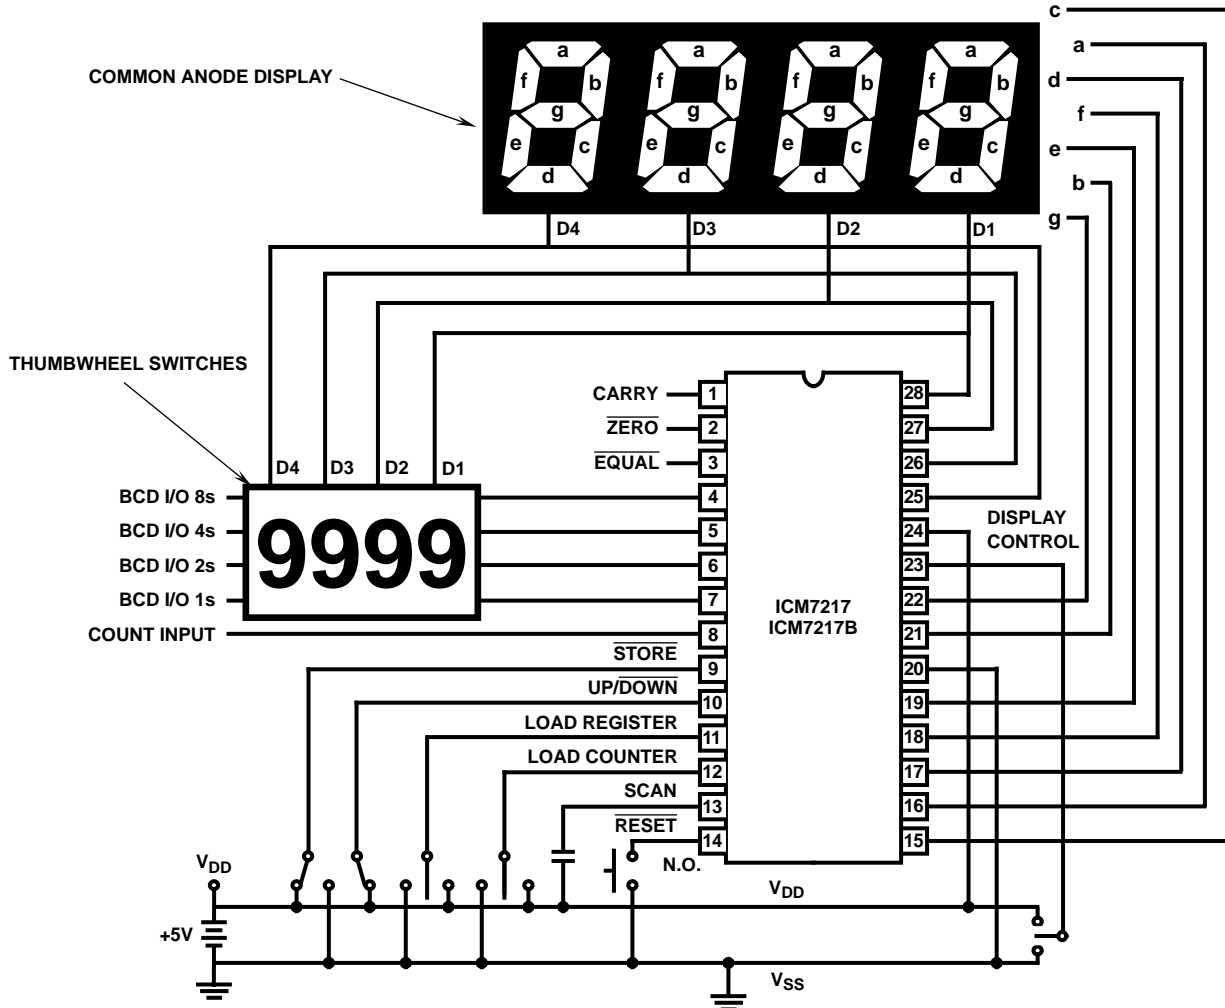 c
a
COMMON ANODE DISPLAY
a a a a
f b f b f b f b
d
g g g g
f
e c e c e c e c
e
d d d d
b
g
D4 D3 D2 D1
THUMBWHEEL SWITCHES
CARRY 1 28
ZERO 2 27
EQUAL 3 26
D4 D3 D2 D1
BCD I/O 8s 4 25
BCD I/O 4s 5 24
9999
DISPLAY
CONTROL
BCD I/O 2s 6 23
BCD I/O 1s 7 22
ICM7217
ICM7217B
COUNT INPUT 8 21
STORE 9 20
UP/DOWN 10 19
LOAD REGISTER 11 18
LOAD COUNTER 12 17
SCAN 13 16
RESET 14 15
N.O.
VDD
VDD
+5V
VSS